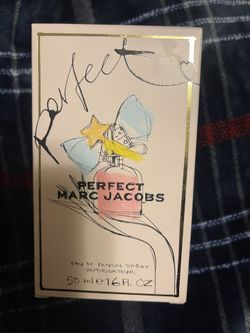 Perfect
PERFECT
MARC JACOBS
EAU DE PARFUM SPRAY
VAPORISATEUR
50 ml e 1.6 FL OZ